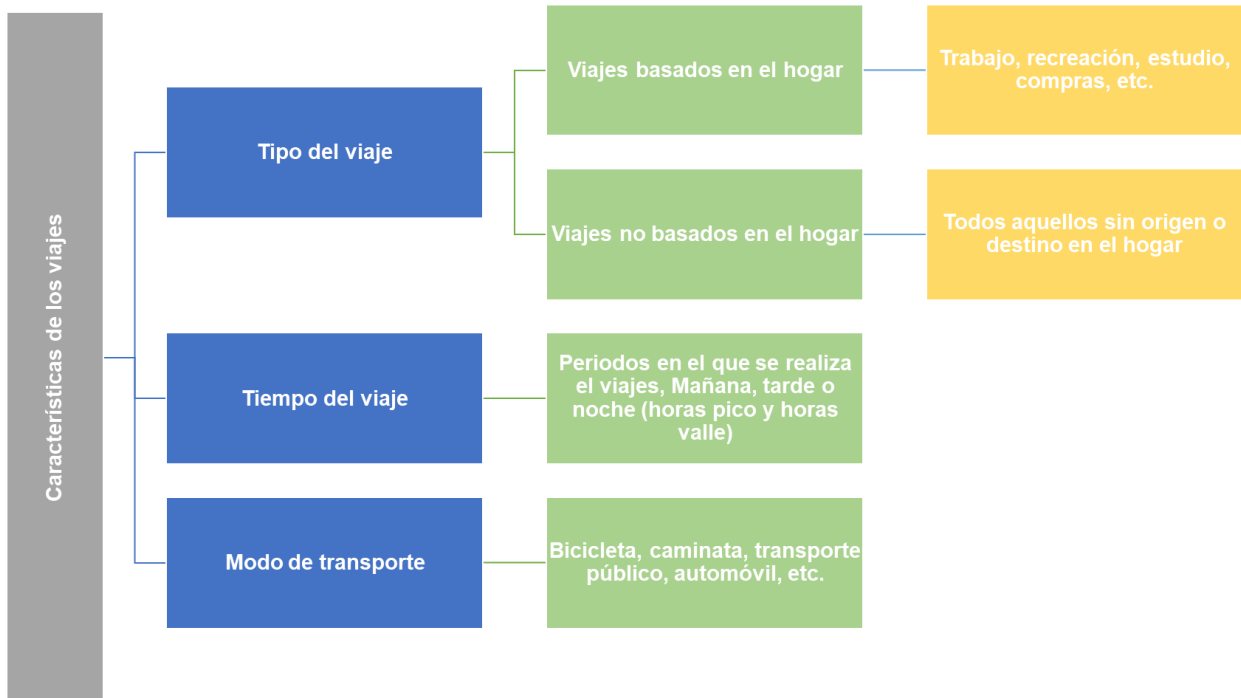 Características de los viajes
Tipo del viaje
Viajes basados en el hogar
Trabajo, recreación, estudio,
compras, etc.
Viajes no basados en el hogar
Todos aquellos sin origen o
destino en el hogar
Tiempo del viaje
Periodos en el que se realiza
el viajes, Mañana, tarde o
noche (horas pico y horas
valle)
Modo de transporte
Bicicleta, caminata, transporte
público, automóvil, etc.